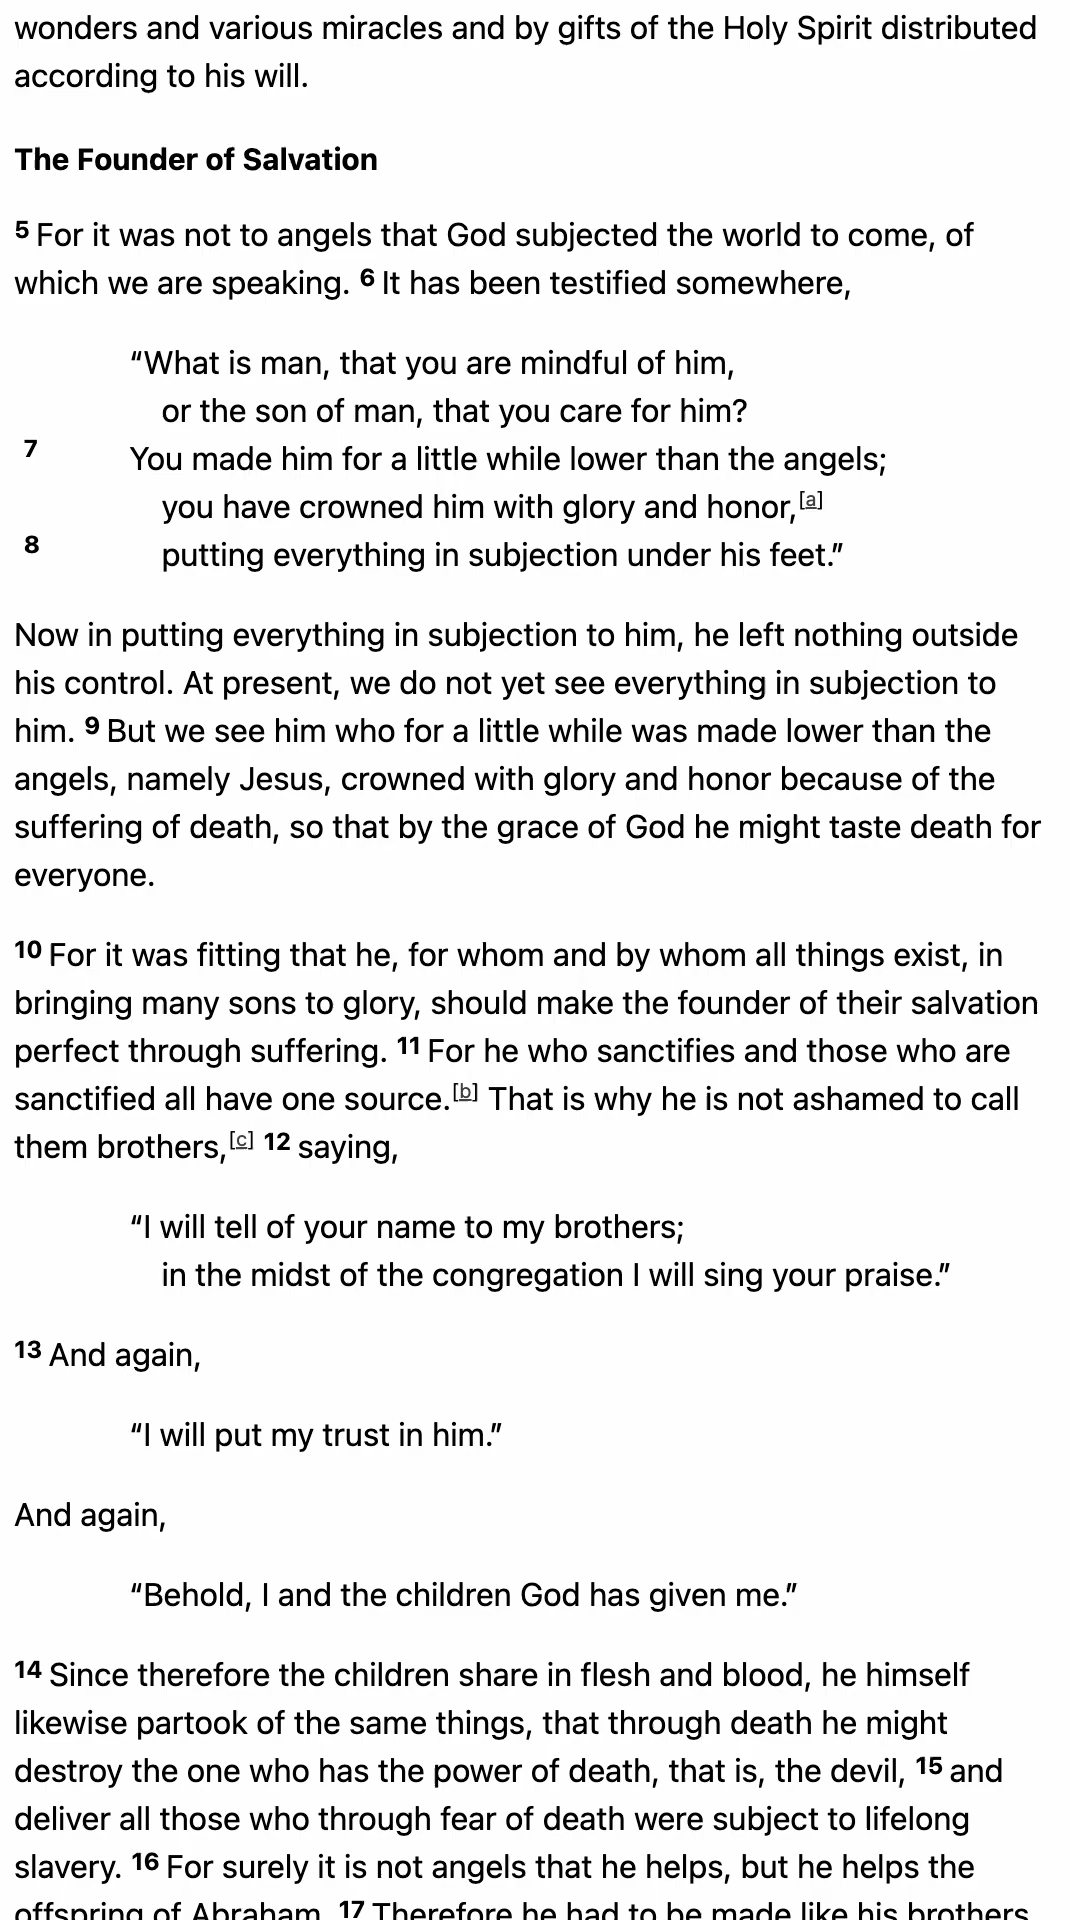 wonders and various miracles and by gifts of the Holy Spirit distributed
according to his will.
The Founder of Salvation
5 For it was not to angels that God subjected the world to come, of
which we are speaking. 6 It has been testified somewhere,
“What is man, that you are mindful of him,
or the son of man, that you care for him?
7 You made him for a little while lower than the angels;
you have crowned him with glory and honor,[a]
8 putting everything in subjection under his feet.”
Now in putting everything in subjection to him, he left nothing outside
his control. At present, we do not yet see everything in subjection to
him. 9 But we see him who for a little while was made lower than the
angels, namely Jesus, crowned with glory and honor because of the
suffering of death, so that by the grace of God he might taste death for
everyone.
10 For it was fitting that he, for whom and by whom all things exist, in
bringing many sons to glory, should make the founder of their salvation
perfect through suffering. 11 For he who sanctifies and those who are
sanctified all have one source.[b] That is why he is not ashamed to call
them brothers,[c] 12 saying,
“I will tell of your name to my brothers;
in the midst of the congregation I will sing your praise.”
13 And again,
“I will put my trust in him.”
And again,
“Behold, I and the children God has given me.”
14 Since therefore the children share in flesh and blood, he himself
likewise partook of the same things, that through death he might
destroy the one who has the power of death, that is, the devil, 15 and
deliver all those who through fear of death were subject to lifelong
slavery. 16 For surely it is not angels that he helps, but he helps the
offspring of Abraham. 17 Therefore he had to be made like his brothers